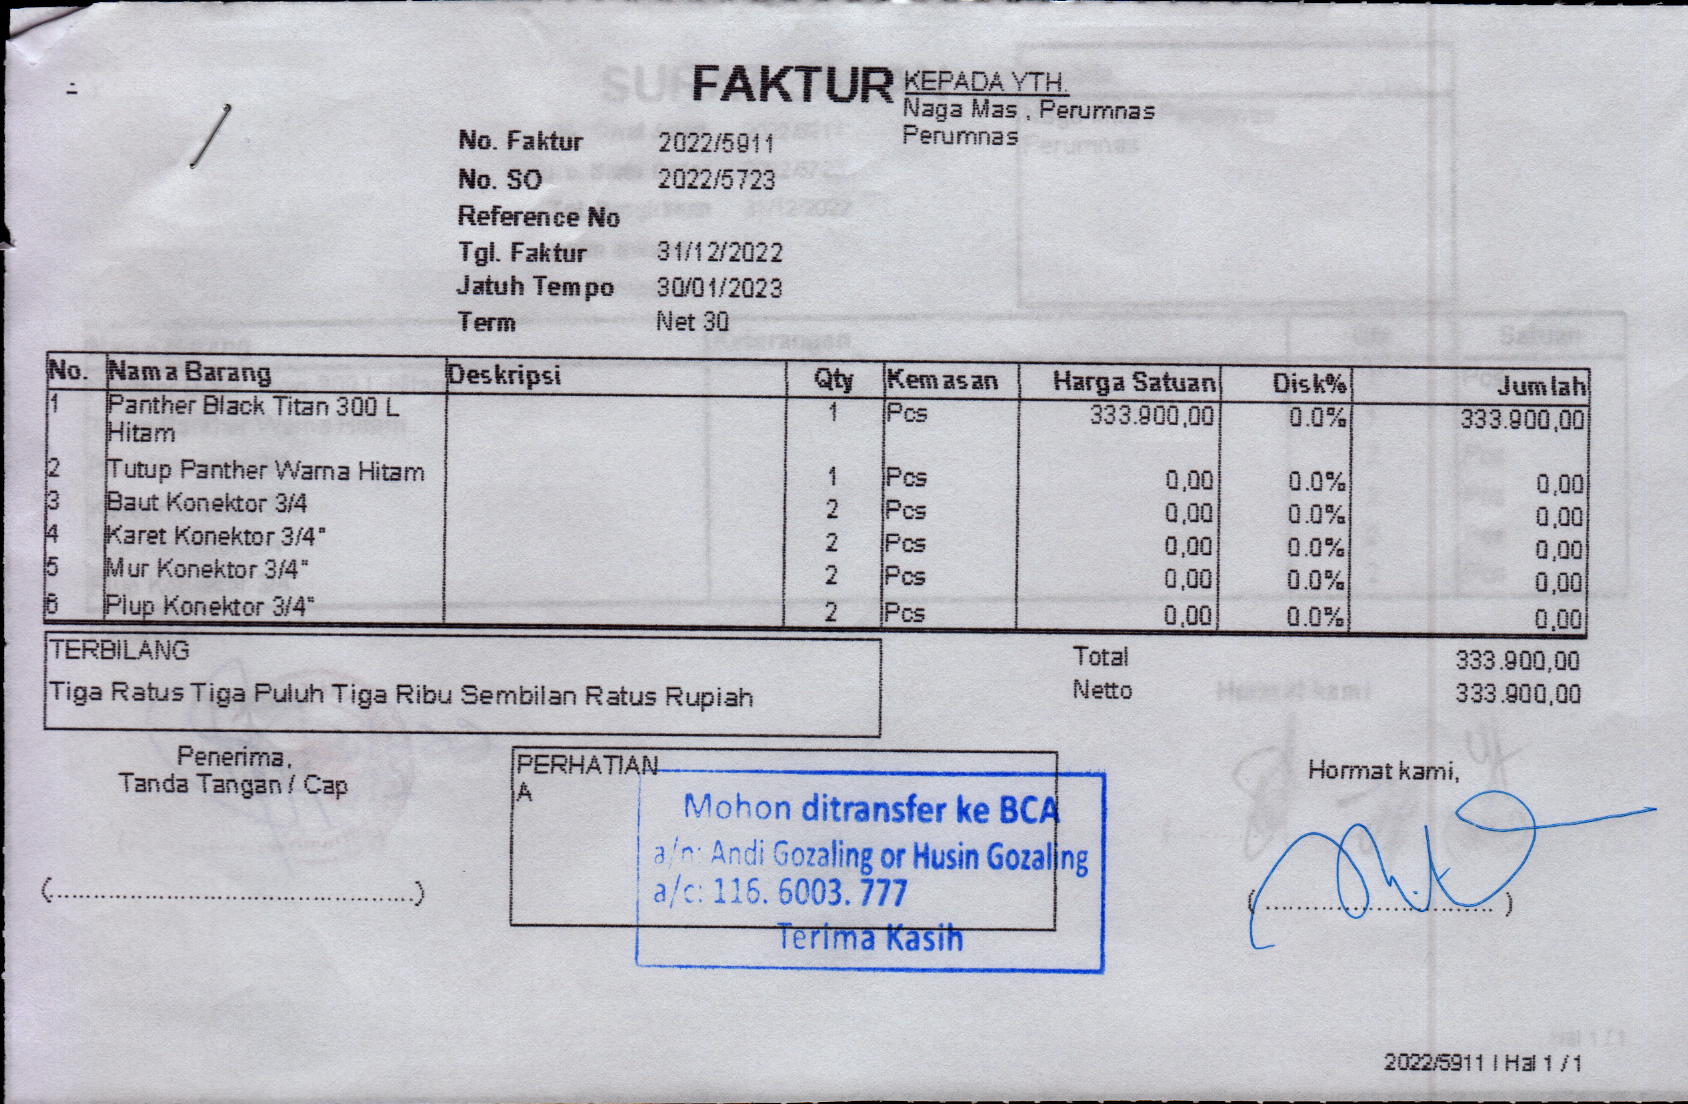 FAKTUR
KEPADA YTH.
Naga Mas , Perumnas
Perumnas
No. Faktur 2022/5911
No. SO 2022/5723
Reference No
Tgl. Faktur 31/12/2022
Jatuh Tempo 30/01/2023
Term Net 30
No. Nama Barang Deskripsi Qty Kemasan Harga Satuan Disk% Jumlah
1 Panther Black Titan 300 L 1 Pcs 333.900,00 0.0% 333.900,00
Hitam
2 Tutup Panther Warna Hitam 1 Pcs 0,00 0.0% 0,00
3 Baut Konektor 3/4 2 Pcs 0,00 0.0% 0,00
4 Karet Konektor 3/4" 2 Pcs 0,00 0.0% 0,00
5 Mur Konektor 3/4" 2 Pcs 0,00 0.0% 0,00
6 Plup Konektor 3/4" 2 Pcs 0,00 0.0% 0,00
TERBILANG
Tiga Ratus Tiga Puluh Tiga Ribu Sembilan Ratus Rupiah
Total 333.900,00
Netto 333.900,00
Penerima,
Tanda Tangan / Cap
(............................................)
PERHATIAN
A
Mohon ditransfer ke BCA
a/n: Andi Gozaling or Husin Gozaling
a/c: 116. 6003. 777
Terima Kasih
Hormat kami,
(............................)
2022/5911 | Hal 1 / 1